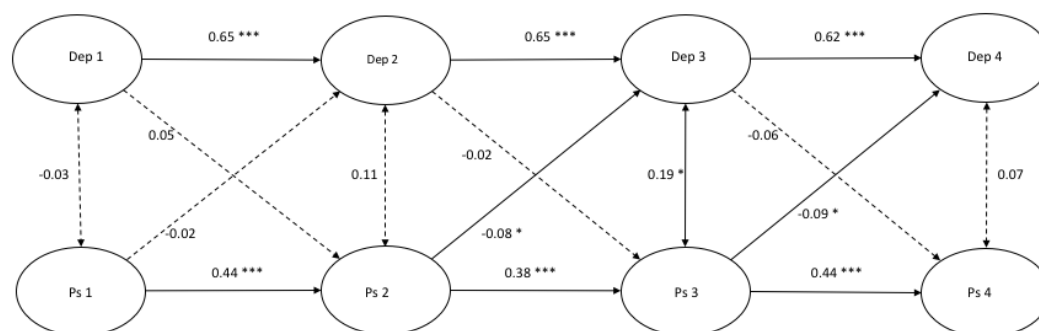 0.65 ***
0.65 ***
0.62 ***
Dep 1
Dep 2
Dep 3
Dep 4
0.05
-0.06
-0.02
-0.03
0.11
0.19 *
0.07
-0.09 *
-0.02
-0.08 *
0.44 ***
0.38 ***
0.44 ***
Ps 1
Ps 2
Ps 3
Ps 4